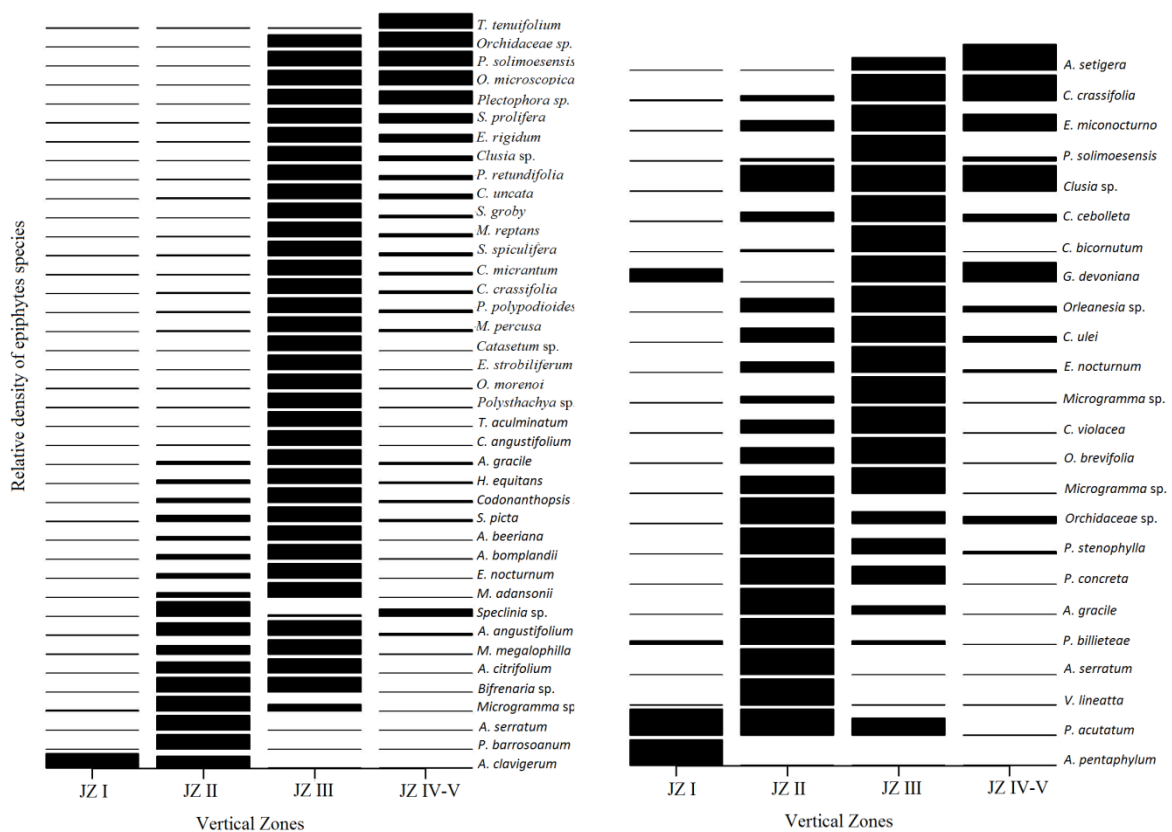 Relative density of epiphytes species
T. tenuifolium
Orchidaceae sp.
P. solimoesensis
O. microscopica
Plectophora sp.
S. prolifera
E. rigidum
Clusia sp.
P. retundifolia
C. uncata
S. groby
M. reptans
S. spiculifera
C. micrantum
C. crassifolia
P. polypodioides
M. percusa
Catasetum sp.
E. strobiliferum
O. morenoi
Polysthachya sp
T. aculminatum
C. angustifolium
A. gracile
H. equitans
Codonanthopsis
S. picta
A. beeriana
A. bomplandii
E. nocturnum
M. adansonii
Speclinia sp.
A. angustifolium
M. megalophilla
A. citrifolium
Bifrenaria sp.
Microgramma sp
A. serratum
P. barrosoanum
A. clavigerum
JZ I JZ II JZ III JZ IV-V
Vertical Zones
A. setigera
C. crassifolia
E. miconocturno
P. solimoesensis
Clusia sp.
C. cebolleta
C. bicornutum
G. devoniana
Orleanesia sp.
C. ulei
E. nocturnum
Microgramma sp.
C. violacea
O. brevifolia
Microgramma sp.
Orchidaceae sp.
P. stenophylla
P. concreta
A. gracile
P. billieteae
A. serratum
V. lineatta
P. acutatum
A. pentaphylum
JZ I JZ II JZ III JZ IV-V
Vertical Zones